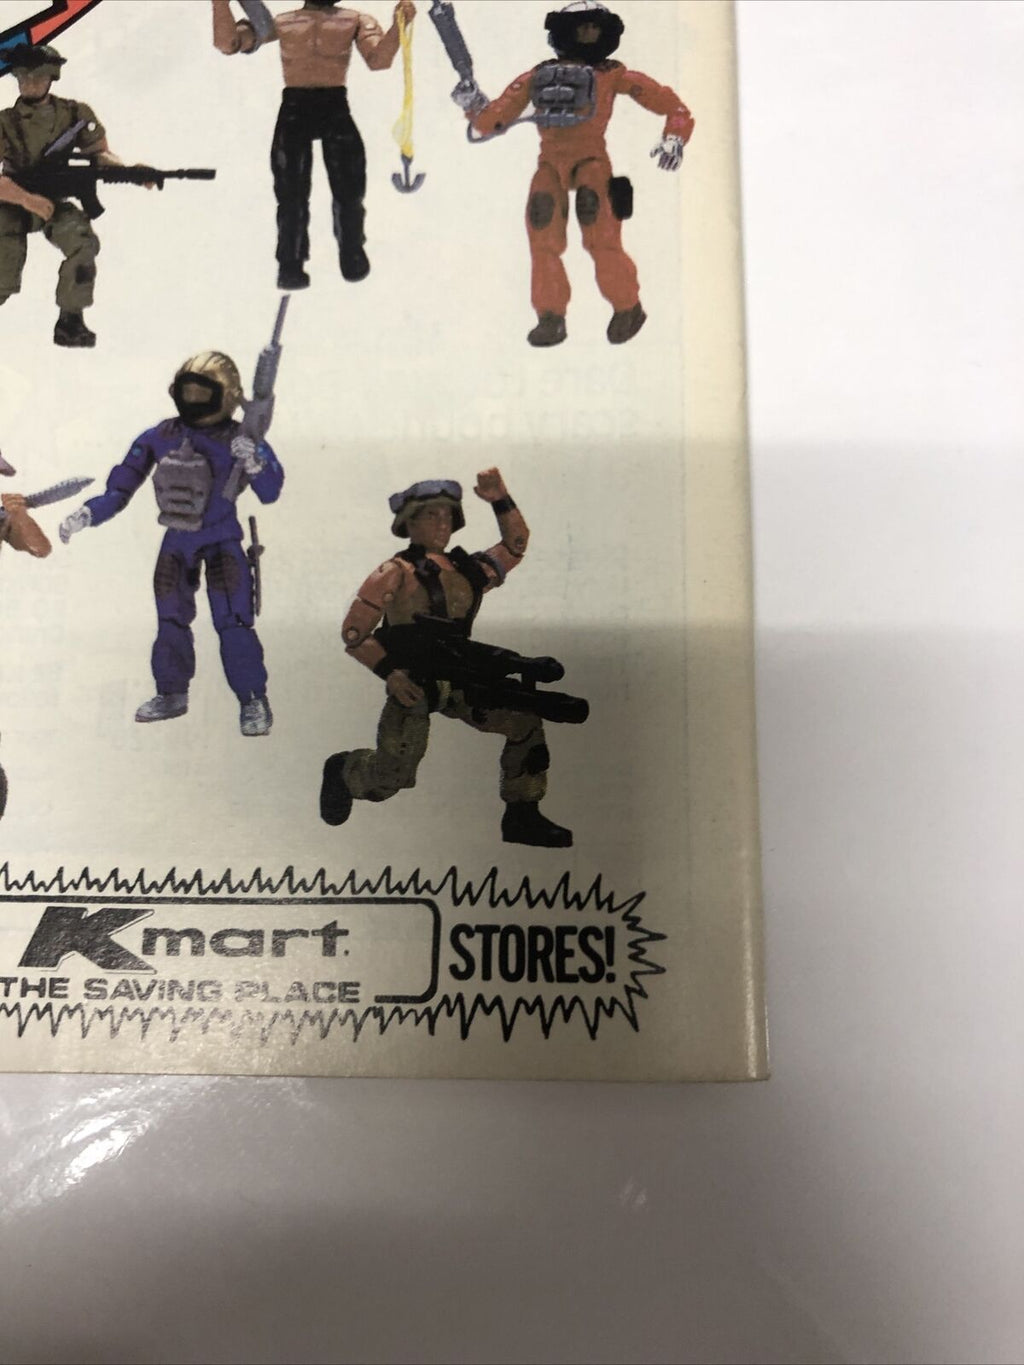 Kmart.
THE SAVING PLACE
STORES!